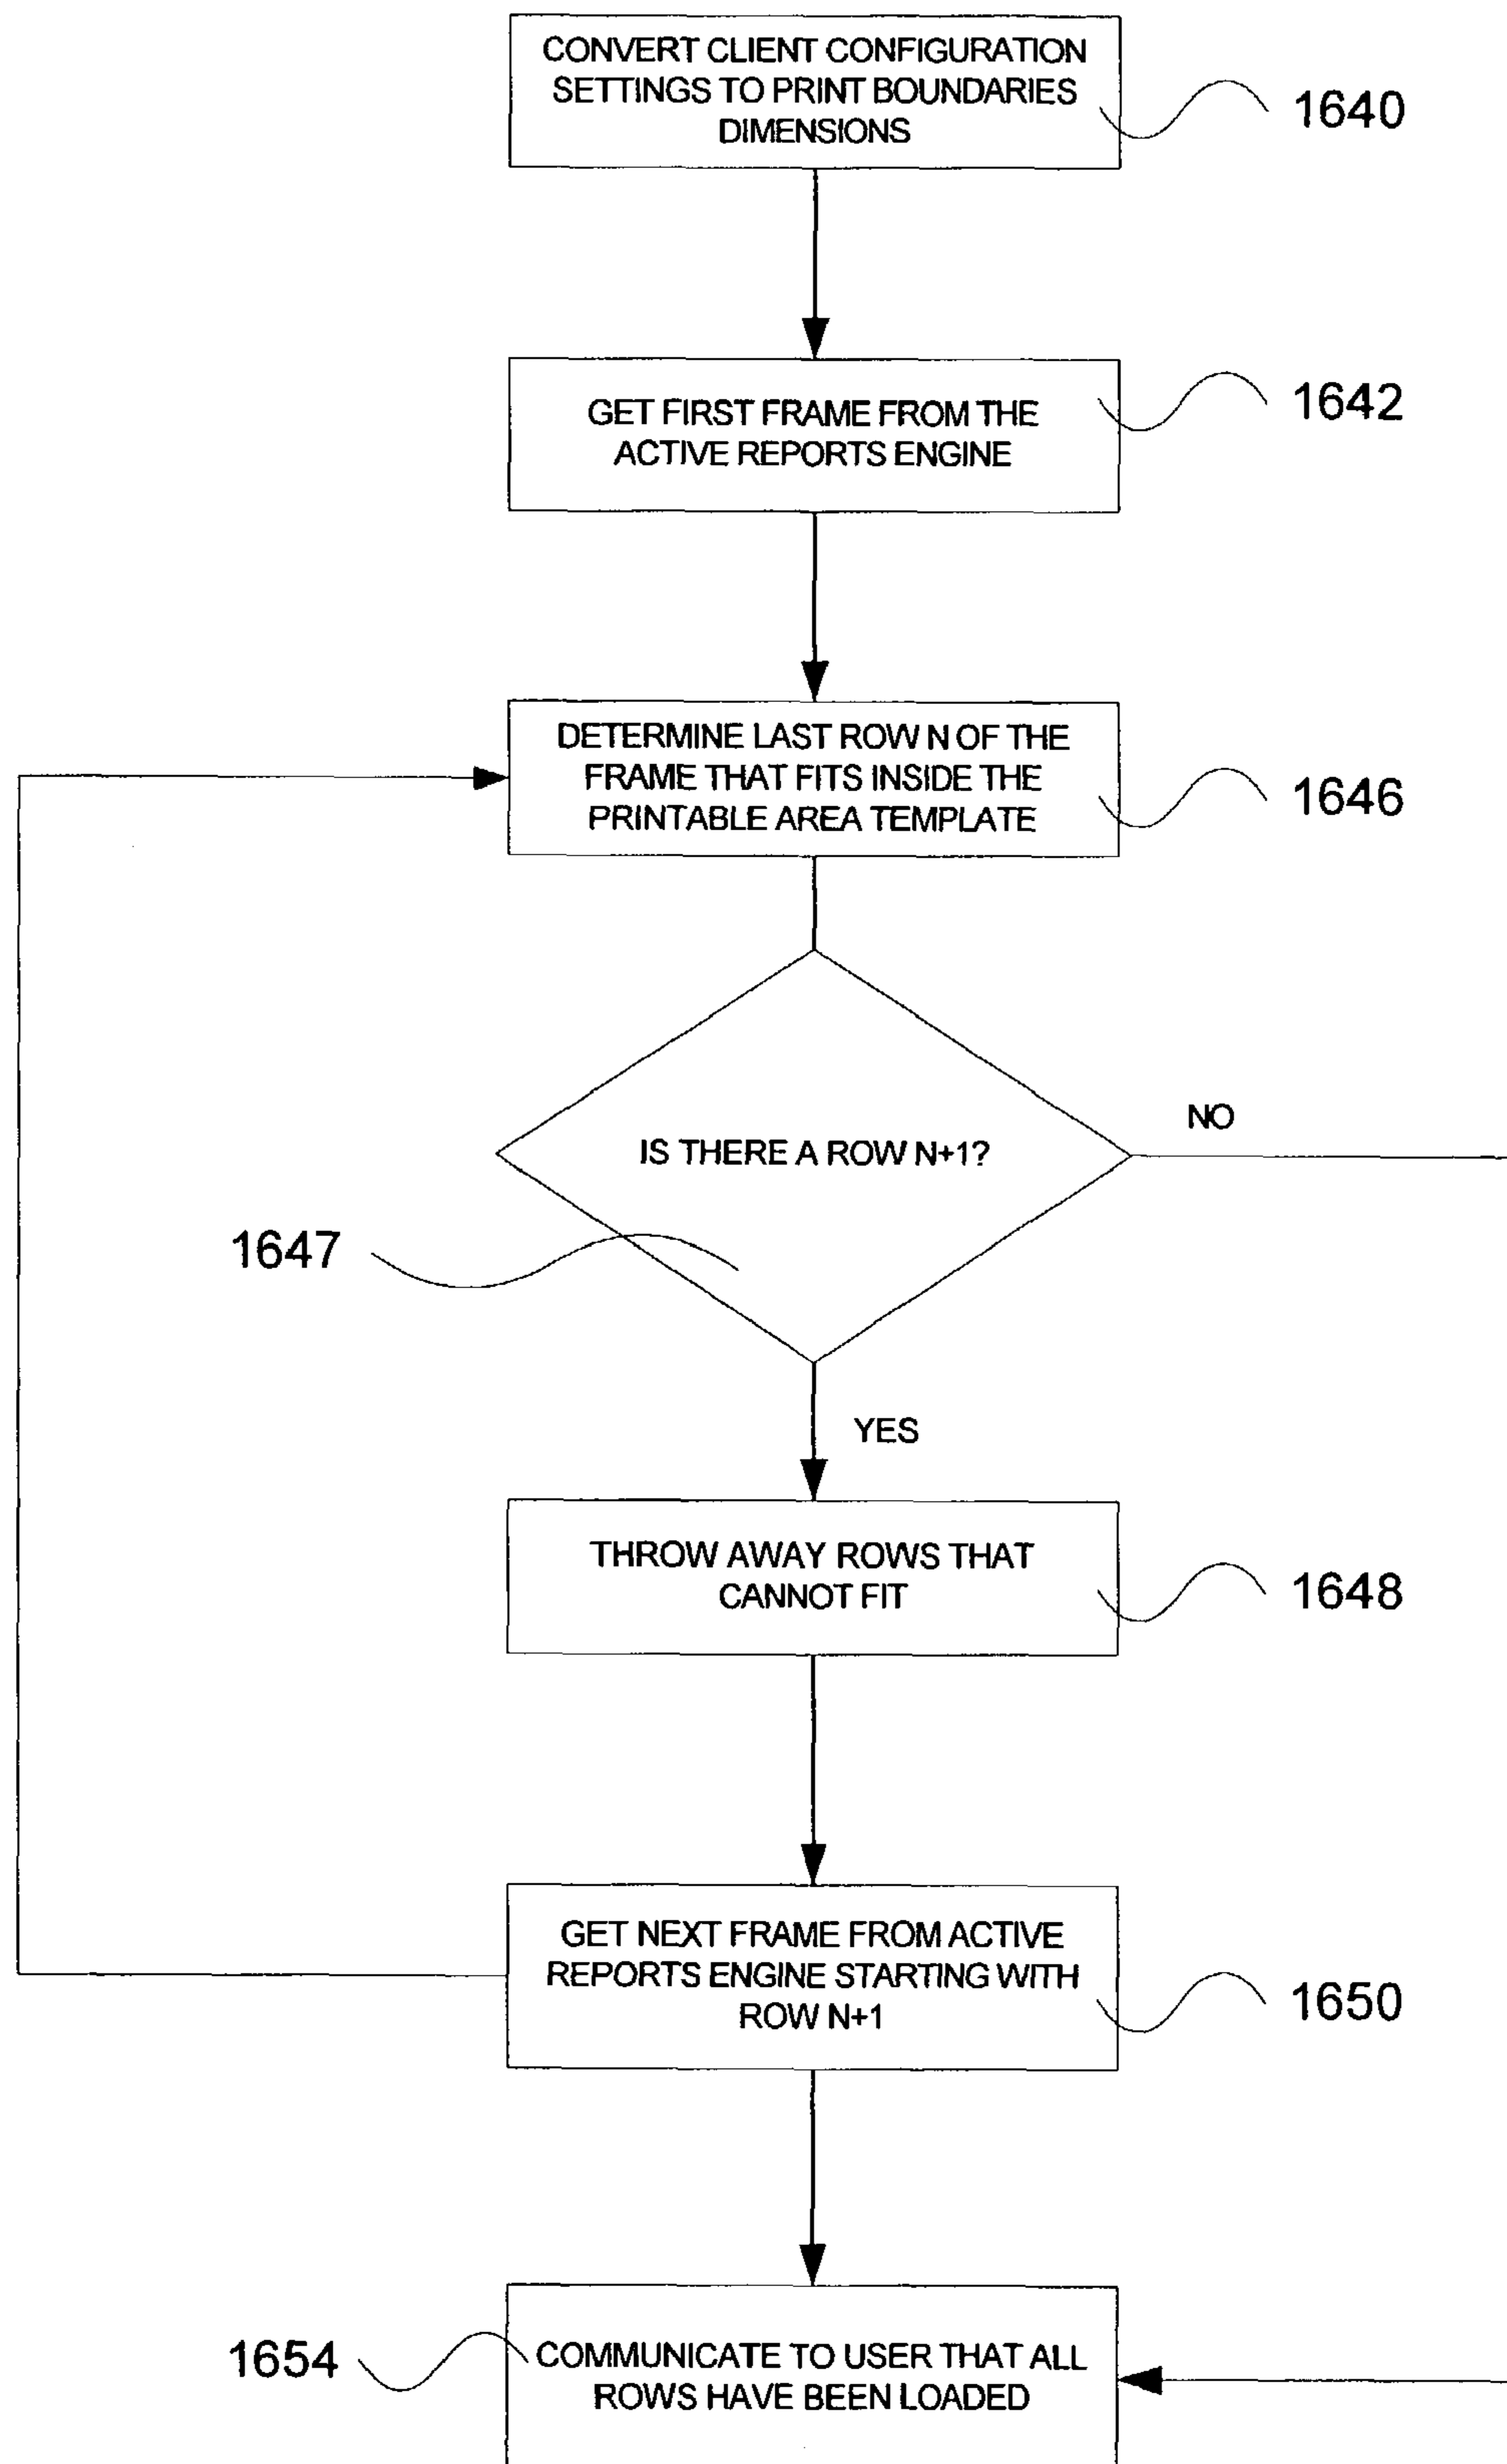 CONVERT CLIENT CONFIGURATION
SETTINGS TO PRINT BOUNDARIES
DIMENSIONS
1640
GET FIRST FRAME FROM THE
ACTIVE REPORTS ENGINE
1642
DETERMINE LAST ROW N OF THE
FRAME THAT FITS INSIDE THE
PRINTABLE AREA TEMPLATE
1646
NO
IS THERE A ROW N+1?
1647
YES
THROW AWAY ROWS THAT
CANNOT FIT
1648
GET NEXT FRAME FROM ACTIVE
REPORTS ENGINE STARTING WITH
ROW N+1
1650
1654
COMMUNICATE TO USER THAT ALL
ROWS HAVE BEEN LOADED